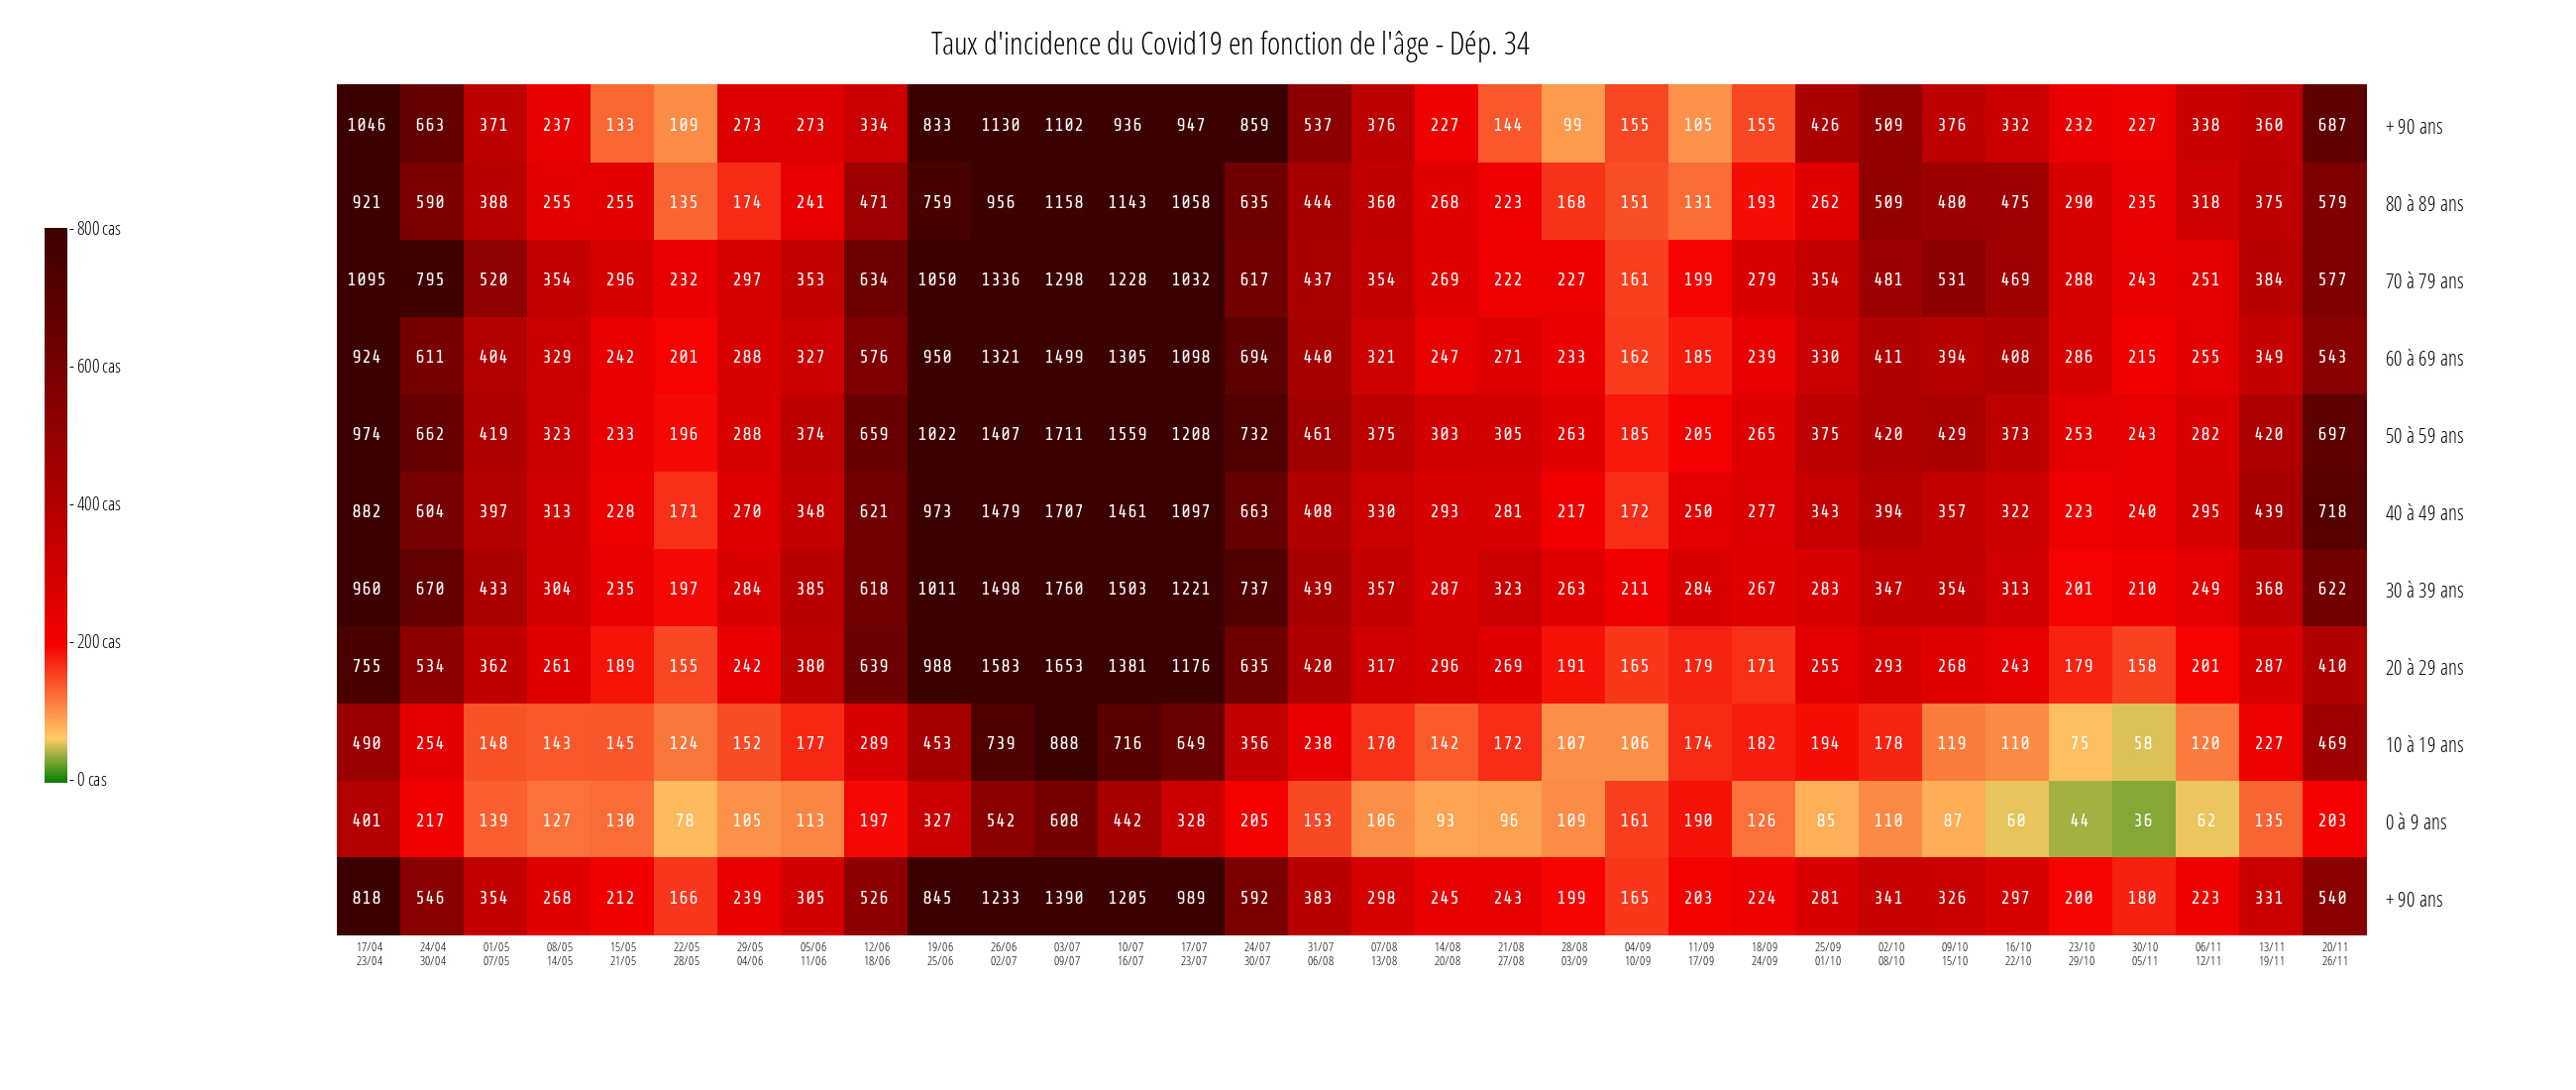 Taux d'incidence du Covid19 en fonction de l'âge - Dép. 34
1046 663 371 237 133 109 273 273 334 833 1130 1102 936 947 859 537 376 227 144 99 155 105 155 426 509 376 332 232 227 338 360 687 + 90 ans
921 590 388 255 255 135 174 241 471 759 956 1158 1143 1058 635 444 360 268 223 168 151 131 193 262 509 480 475 290 235 318 375 579 80 à 89 ans
- 800 cas
1095 795 520 354 296 232 297 353 634 1050 1336 1298 1228 1032 617 437 354 269 222 227 161 199 279 354 481 531 469 288 243 251 384 577 70 à 79 ans
924 611 404 329 242 201 288 327 576 950 1321 1499 1305 1098 694 440 321 247 271 233 162 185 239 330 411 394 408 286 215 255 349 543 60 à 69 ans
- 600 cas
974 662 419 323 233 196 288 374 659 1022 1407 1711 1559 1208 732 461 375 303 305 263 185 205 265 375 420 429 373 253 243 282 420 697 50 à 59 ans
- 400 cas
882 604 397 313 228 171 270 348 621 973 1479 1707 1461 1097 663 408 330 293 281 217 172 250 277 343 394 357 322 223 240 295 439 718 40 à 49 ans
960 670 433 304 235 197 284 385 618 1011 1498 1760 1503 1221 737 439 357 287 323 263 211 284 267 283 347 354 313 201 210 249 368 622 30 à 39 ans
- 200 cas
755 534 362 261 189 155 242 380 639 988 1583 1653 1381 1176 635 420 317 296 269 191 165 179 171 255 293 268 243 179 158 201 287 410 20 à 29 ans
490 254 148 143 145 124 152 177 289 453 739 888 716 649 356 238 170 142 172 107 106 174 182 194 178 119 110 75 58 120 227 469 10 à 19 ans
- 0 cas
401 217 139 127 130 78 105 113 197 327 542 608 442 328 205 153 106 93 96 109 161 190 126 85 110 87 60 44 36 62 135 203 0 à 9 ans
818 546 354 268 212 166 239 305 526 845 1233 1390 1205 989 592 383 298 245 243 199 165 203 224 281 341 326 297 200 180 223 331 540 + 90 ans
17/04 24/04 01/05 08/05 15/05 22/05 29/05 05/06 12/06 19/06 26/06 03/07 10/07 17/07 24/07 31/07 07/08 14/08 21/08 28/08 04/09 11/09 18/09 25/09 02/10 09/10 16/10 23/10 30/10 06/11 13/11 20/11
23/04 30/04 07/05 14/05 21/05 28/05 04/06 11/06 18/06 25/06 02/07 09/07 16/07 23/07 30/07 06/08 13/08 20/08 27/08 03/09 10/09 17/09 24/09 01/10 08/10 15/10 22/10 29/10 05/11 12/11 19/11 26/11